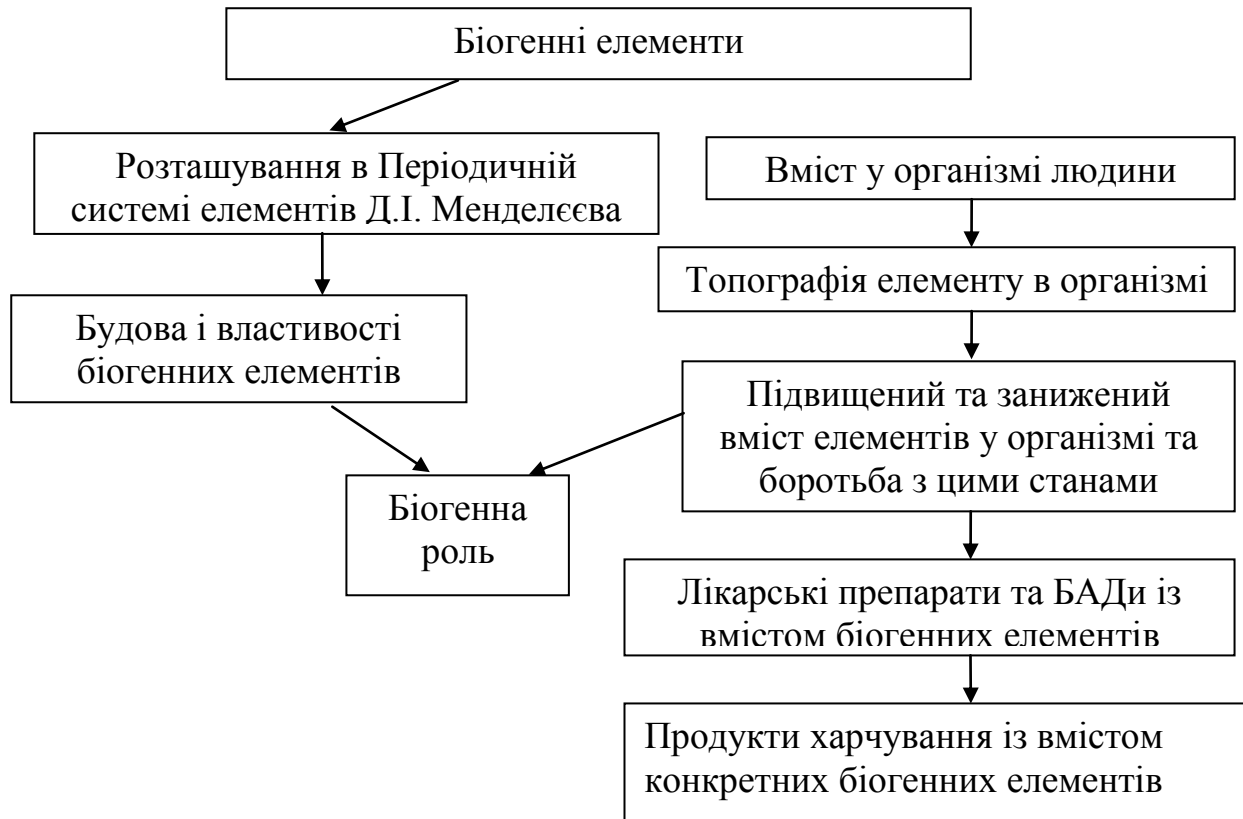 Біогенні елементи
Розташування в Періодичній
системі елементів Д.І. Менделєєва
Вміст у організмі людини
Топографія елементу в організмі
Будова і властивості
біогенних елементів
Підвищений та занижений
вміст елементів у організмі та
боротьба з цими станами
Біогенна
роль
Лікарські препарати та БАДи із
вмістом біогенних елементів
Продукти харчування із вмістом
конкретних біогенних елементів